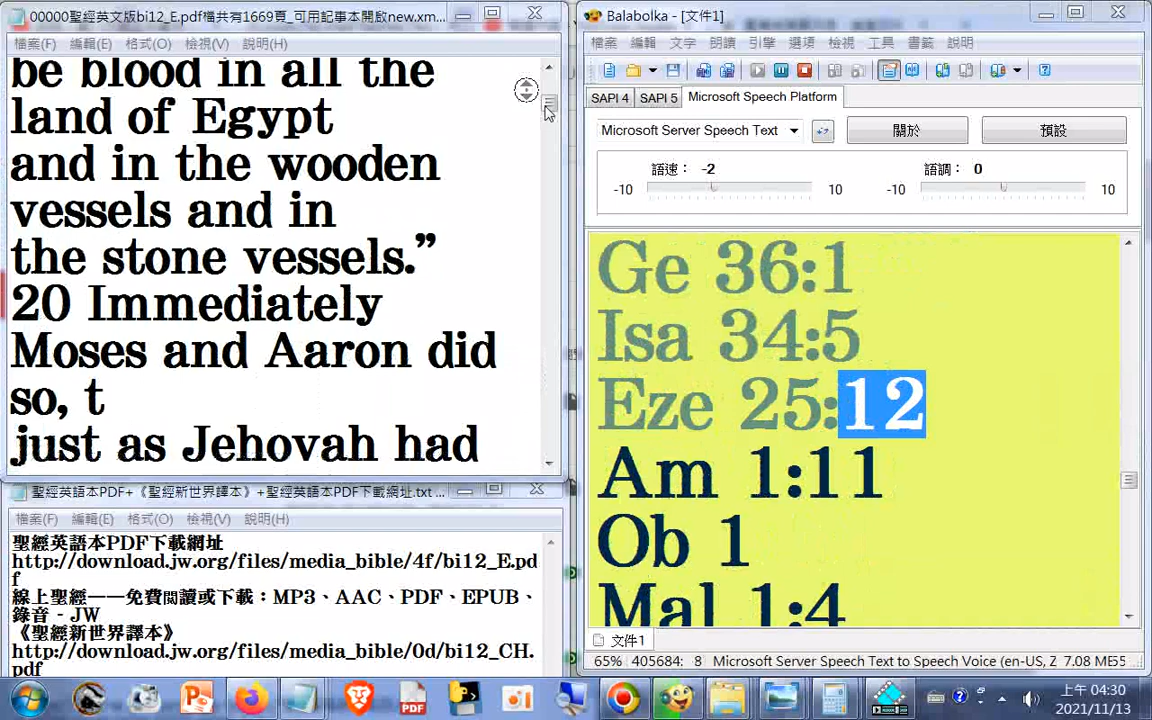 00000聖經英文版bi12_E.pdf檔共有1669頁_可用記事本開啟new.xm...
檔案(F) 編輯(E) 格式(O) 檢視(V) 說明(H)
be blood in all the
land of Egypt
and in the wooden
vessels and in
the stone vessels.”
20 Immediately
Moses and Aaron did
so, t
just as Jehovah had
聖經英語本PDF+《聖經新世界譯本》+聖經英語本PDF下載網址.txt ...
檔案(F) 編輯(E) 格式(O) 檢視(V) 說明(H)
聖經英語本PDF下載網址
http://download.jw.org/files/media_bible/4f/bi12_E.pd
f
線上聖經——免費閱讀或下載：MP3、AAC、PDF、EPUB、
錄音 - JW
《聖經新世界譯本》
http://download.jw.org/files/media_bible/0d/bi12_CH.
pdf
Balabolka - [文件1]
檔案 編輯 文字 朗讀 引擎 選項 檢視 工具 書籤 說明
SAPI 4 SAPI 5 Microsoft Speech Platform
Microsoft Server Speech Text 關於 預設
語速： -2 語調： 0
-10 10 -10 10
Ge 36:1
Isa 34:5
Eze 25:12
Am 1:11
Ob 1
Mal 1:4
文件1
65% 405684: 8 Microsoft Server Speech Text to Speech Voice (en-US, Z 7.08 ME55
PDF
上午 04:30
2021/11/13